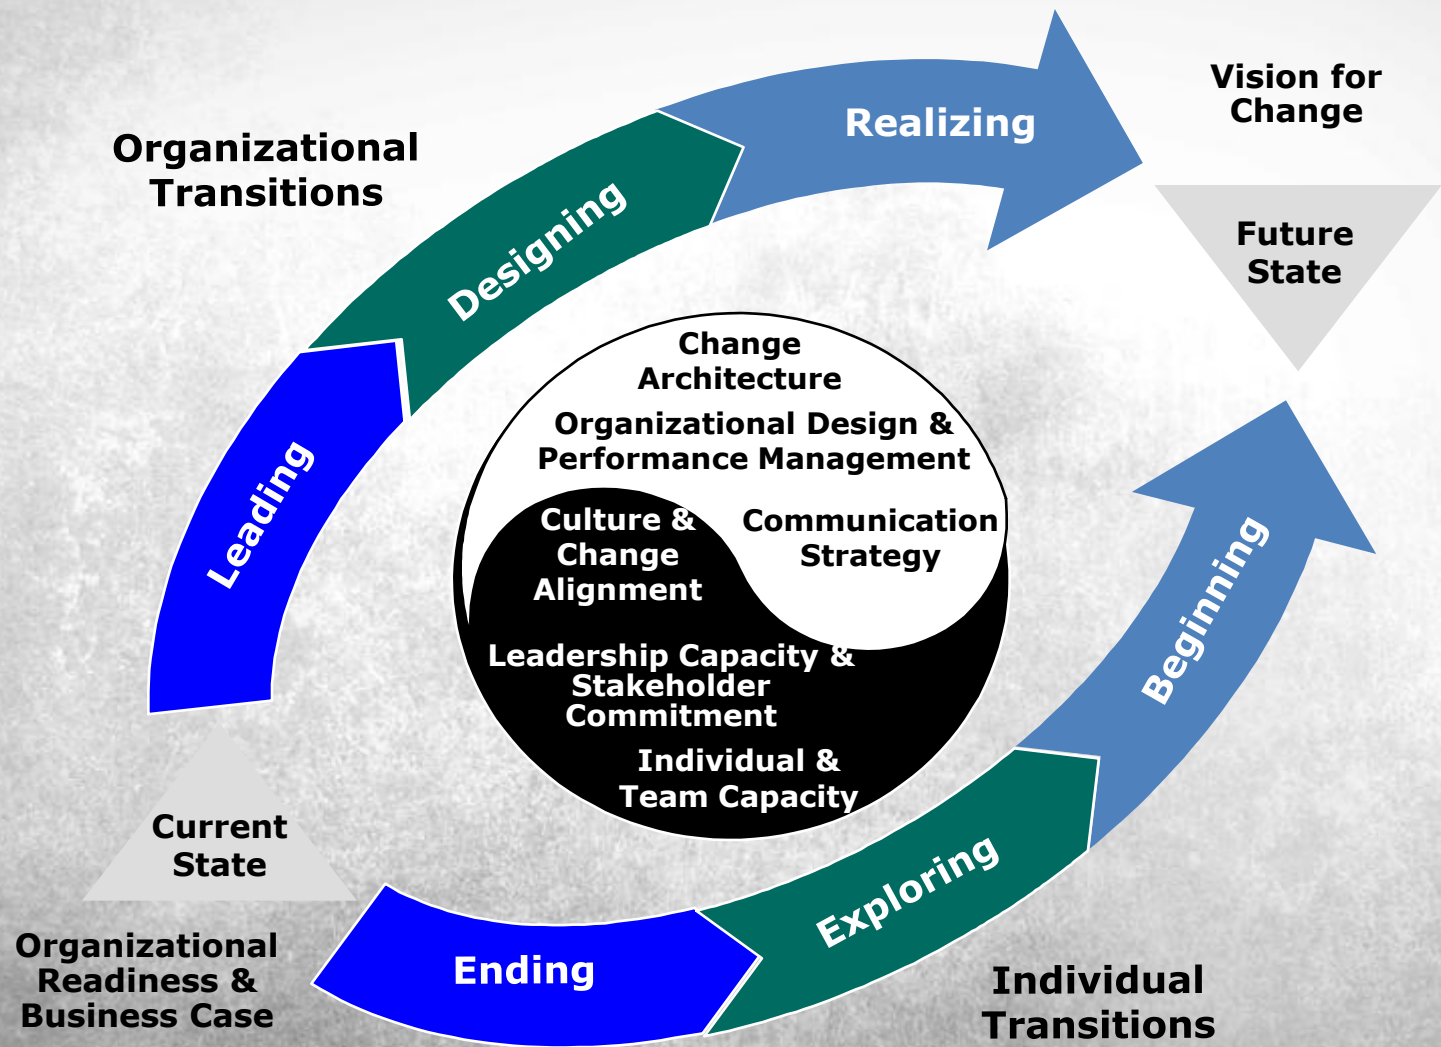 Vision for
Change
Realizing
Organizational
Transitions
Designing
Future
State
Change
Architecture
Organizational Design &
Performance Management
Leading
Culture &
Change
Alignment
Communication
Strategy
Beginning
Leadership Capacity &
Stakeholder
Commitment
Individual &
Team Capacity
Current
State
Exploring
Organizational
Readiness &
Business Case
Ending
Individual
Transitions